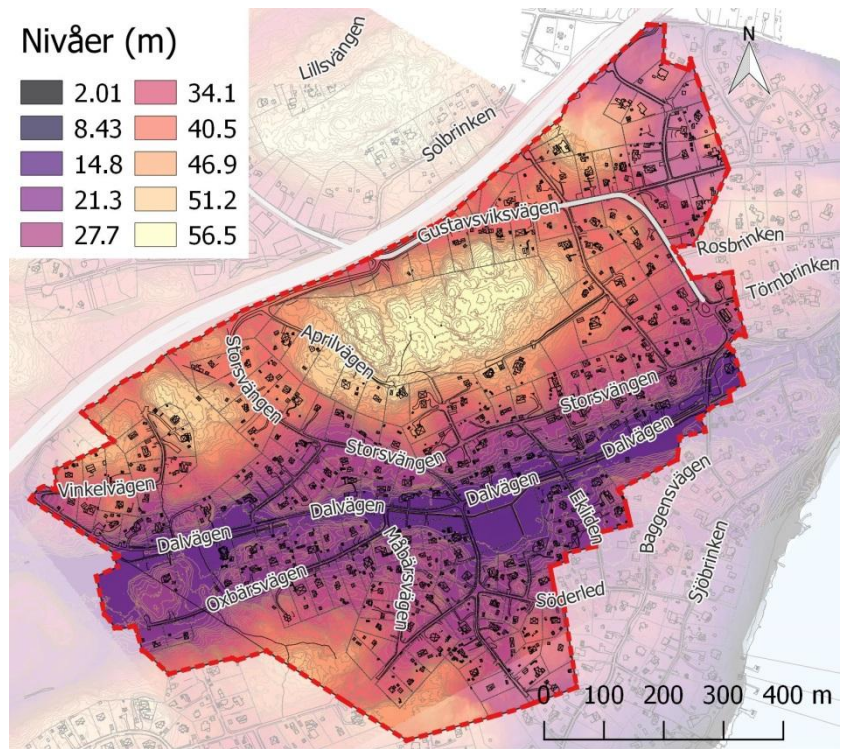 Nivåer (m)
2.01 34.1
8.43 40.5
14.8 46.9
21.3 51.2
27.7 56.5
N
Lillsvängen
Solbrinken
Gustavsviksvägen
Rosbrinken
Törnbrinken
Aprilvägen
Storsvängen
Storsvängen
Storsvängen
Vinkelvägen
Dalvägen
Dalvägen
Dalvägen
Dalvägen
Ekliden
Baggensvägen
Sjöbrinken
Oxbärsvägen
Måbärsvägen
Söderled
0 100 200 300 400 m